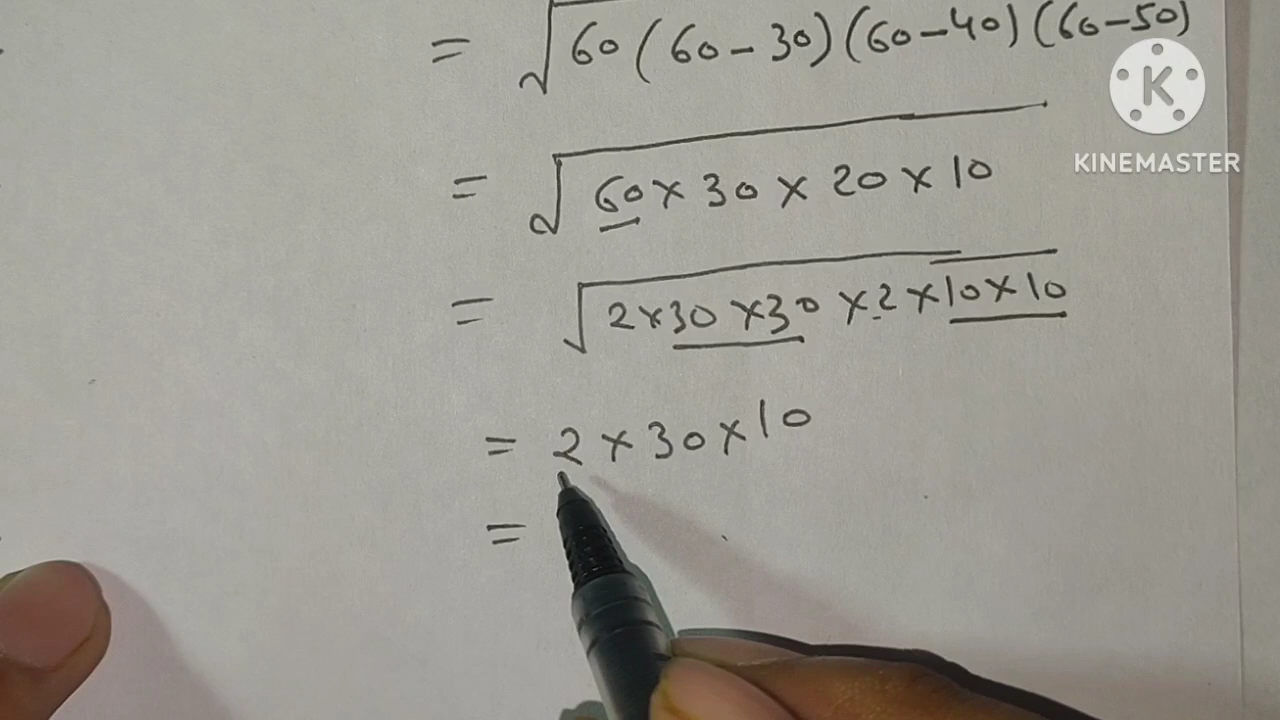 = √60(60-30)(60-40)(60-50)
K
KINEMASTER
= √60×30×20×10
= √2×30×30×2×10×10
= 2×30×10
=